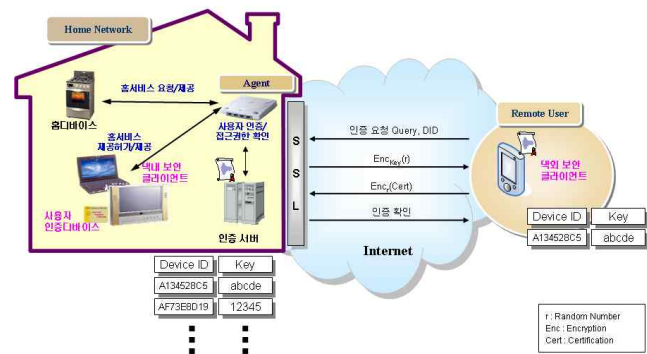 Home Network
Agent
홈서비스 요청/제공
홈디바이스
사용자 인증/
접근권한 확인
홈서비스
제공허가/제공
댁내 보안
클라이언트
사용자
인증디바이스
인증 서버
S
S
L
인증 요청 Query, DID
EncKey(r)
Encr(Cert)
인증 확인
Internet
Remote User
댁외 보안
클라이언트
Device ID Key
A134528C5 abcde
Device ID Key
A134528C5 abcde
AF73E8D19 12345
r : Random Number
Enc : Encryption
Cert : Certification